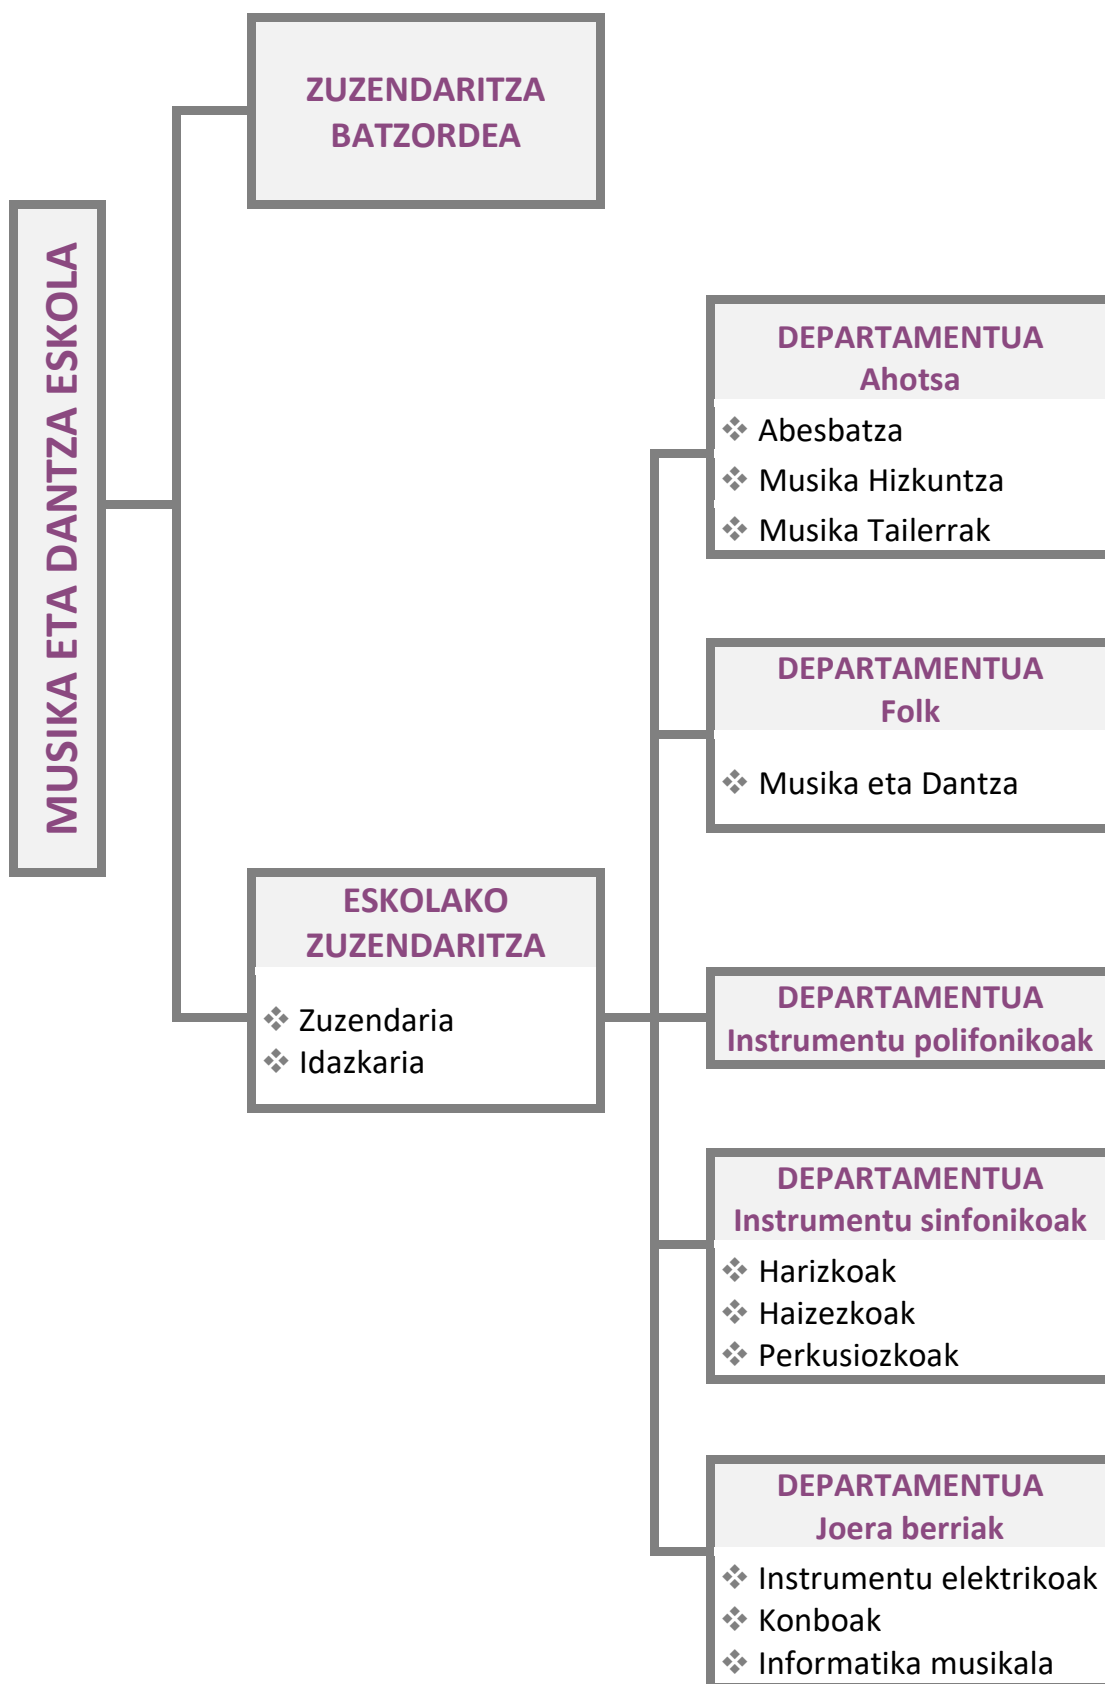 MUSIKA ETA DANTZA ESKOLA
ZUZENDARITZA
BATZORDEA
ESKOLAKO
ZUZENDARITZA
Zuzendaria
Idazkaria
DEPARTAMENTUA
Ahotsa
Abesbatza
Musika Hizkuntza
Musika Tailerrak
DEPARTAMENTUA
Folk
Musika eta Dantza
DEPARTAMENTUA
Instrumentu polifonikoak
DEPARTAMENTUA
Instrumentu sinfonikoak
Harizkoak
Haizezkoak
Perkusiozkoak
DEPARTAMENTUA
Joera berriak
Instrumentu elektrikoak
Konboak
Informatika musikala